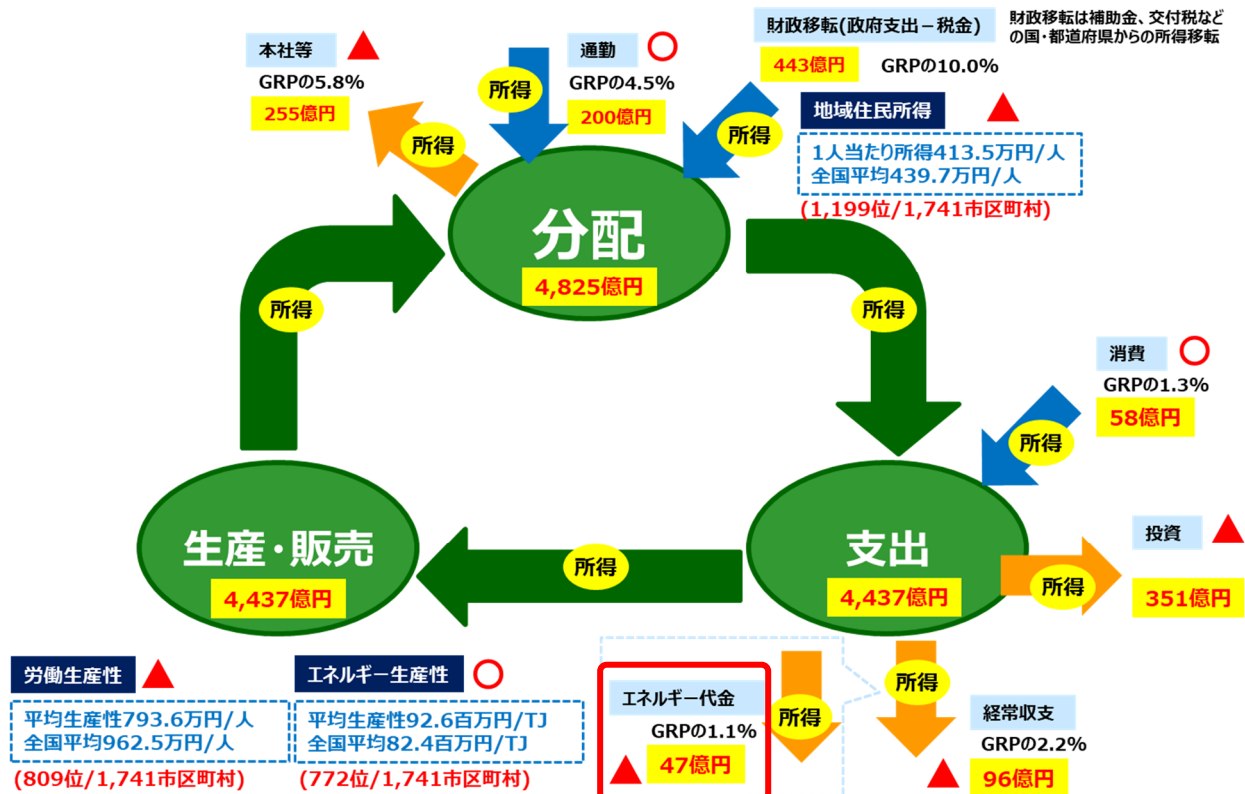 財政移転(政府支出－税金)
財政移転は補助金、交付税など
の国・都道府県からの所得移転
443億円 GRPの10.0%
所得
本社等
GRPの5.8%
255億円
所得
通勤
GRPの4.5%
200億円
所得
地域住民所得
1人当たり所得413.5万円/人
全国平均439.7万円/人
(1,199位/1,741市区町村)
分配
4,825億円
所得
所得
消費
GRPの1.3%
58億円
所得
生産・販売
4,437億円
所得
支出
4,437億円
所得
投資
351億円
労働生産性
平均生産性793.6万円/人
全国平均962.5万円/人
(809位/1,741市区町村)
エネルギー生産性
平均生産性92.6百万円/TJ
全国平均82.4百万円/TJ
(772位/1,741市区町村)
エネルギー代金
GRPの1.1%
47億円
所得
所得
経常収支
GRPの2.2%
96億円